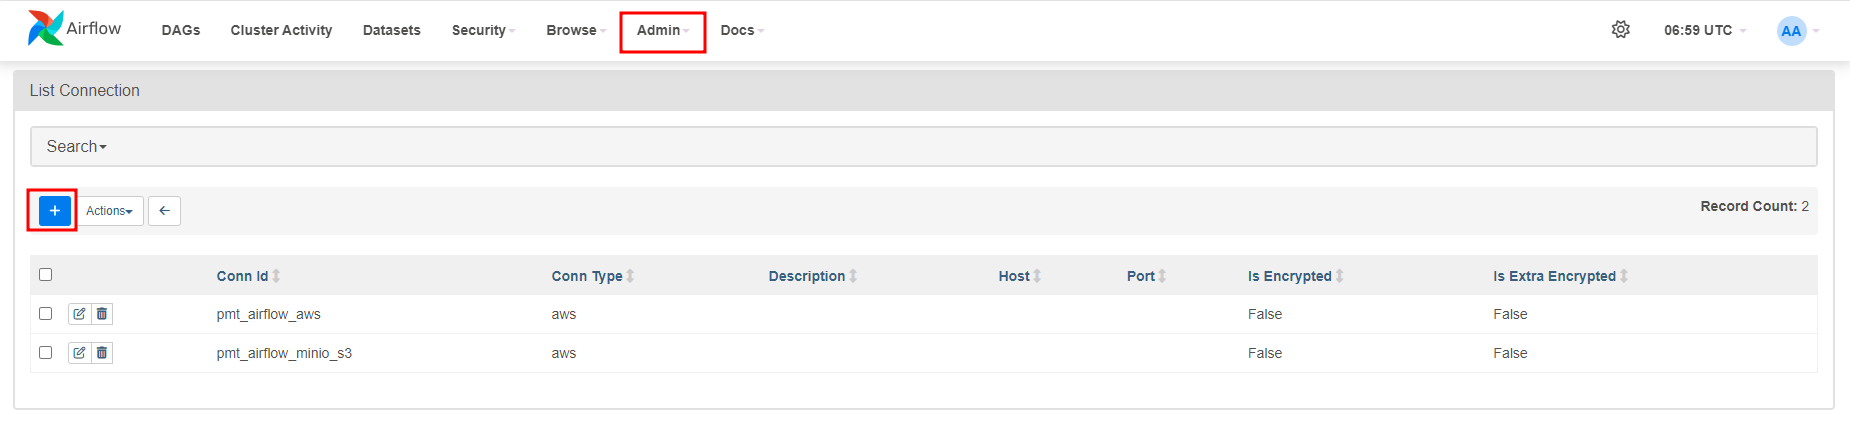 Airflow DAGs Cluster Activity Datasets Security Browse Admin Docs 06:59 UTC AA
List Connection
Search
+ Actions Record Count: 2
Conn Id Conn Type Description Host Port Is Encrypted Is Extra Encrypted
pmt_airflow_aws aws False False
pmt_airflow_minio_s3 aws False False